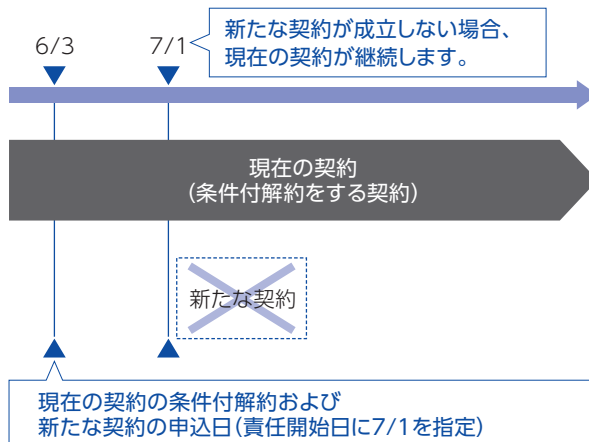 6/3
7/1
新たな契約が成立しない場合、
現在の契約が継続します。
現在の契約
(条件付解約をする契約)
新たな契約
現在の契約の条件付解約および
新たな契約の申込日(責任開始日に7/1を指定)